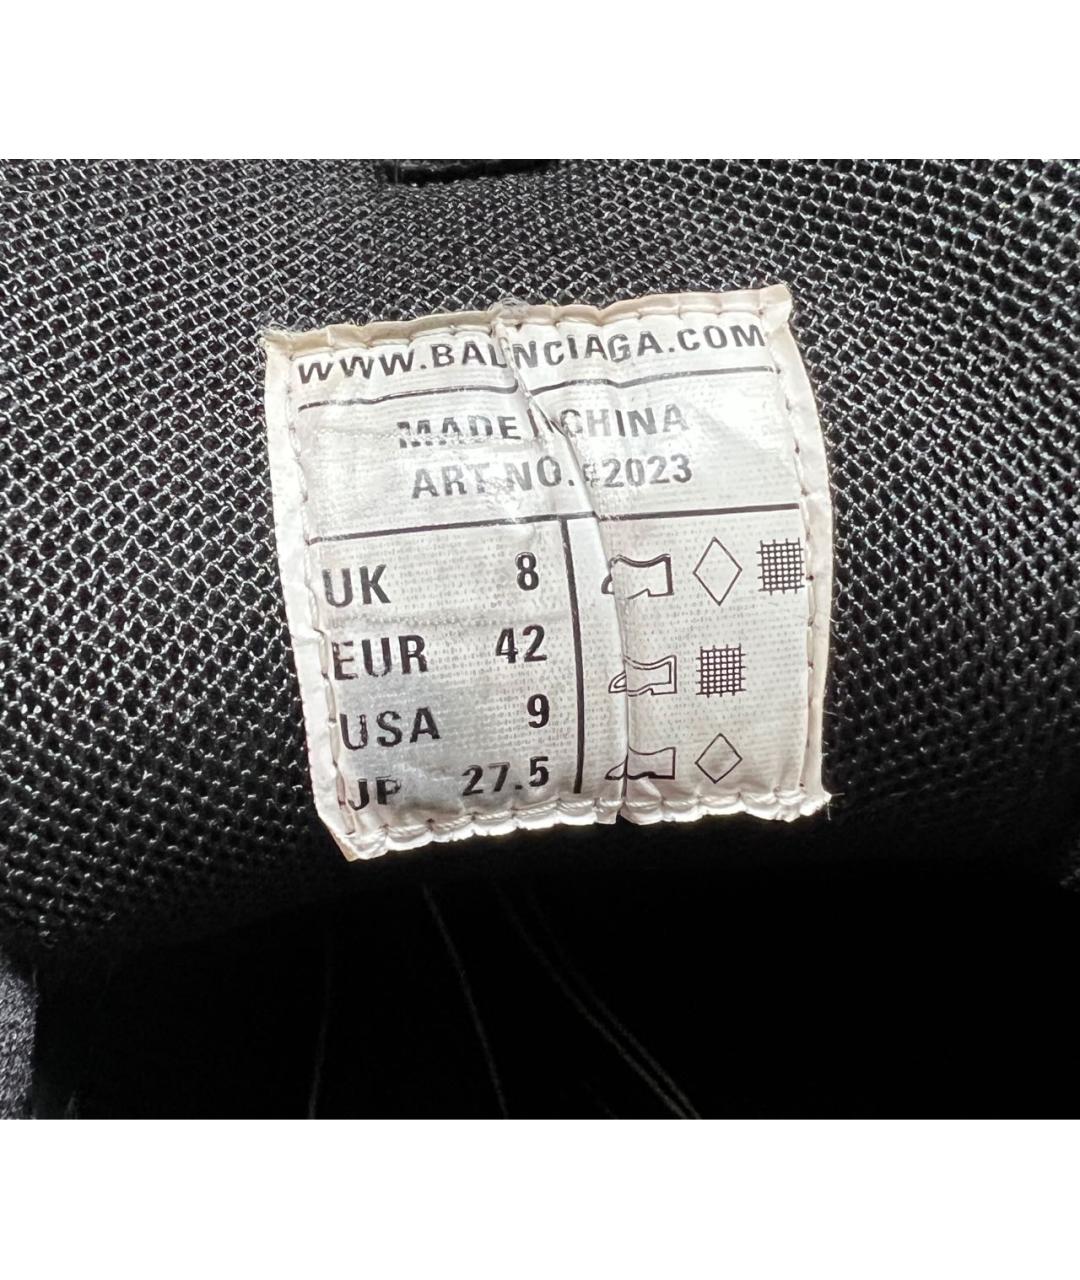 WWW.BALENCIAGA.COM
MADE IN CHINA
ART NO.
UK 8
EUR 42
USA 9
JP 27.5